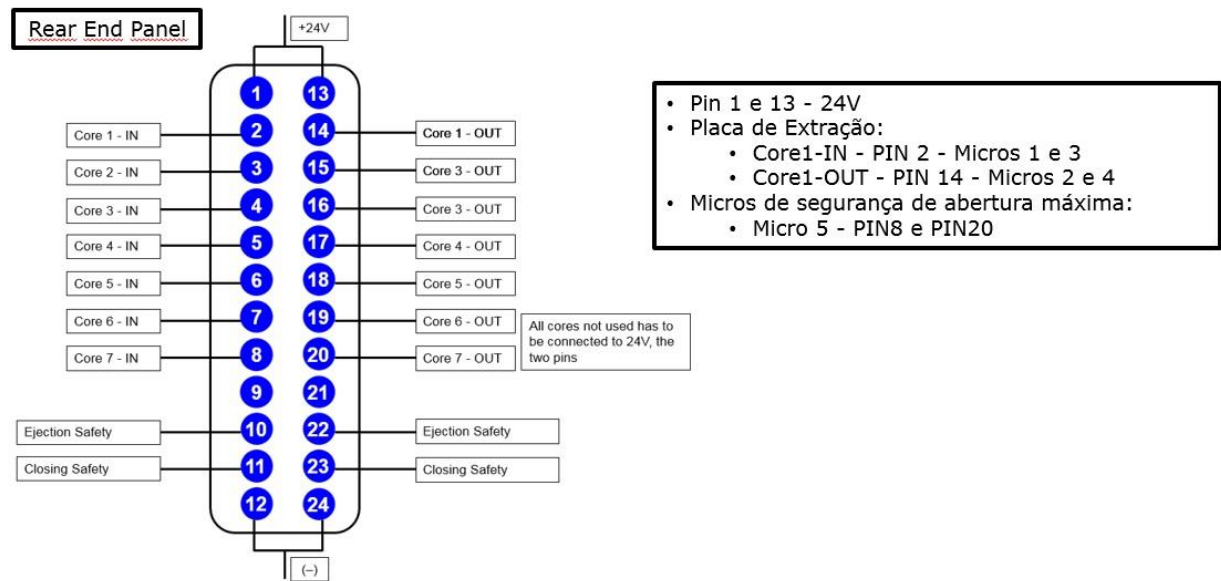 Rear End Panel
+24V
1 13
Core 1 - IN 2 14 Core 1 - OUT
Core 2 - IN 3 15 Core 3 - OUT
Core 3 - IN 4 16 Core 3 - OUT
Core 4 - IN 5 17 Core 4 - OUT
Core 5 - IN 6 18 Core 5 - OUT
Core 6 - IN 7 19 Core 6 - OUT
Core 7 - IN 8 20 Core 7 - OUT
All cores not used has to
be connected to 24V, the
two pins
9 21
Ejection Safety 10 22 Ejection Safety
Closing Safety 11 23 Closing Safety
12 24
(–)
• Pin 1 e 13 - 24V
• Placa de Extração:
• Core1-IN - PIN 2 - Micros 1 e 3
• Core1-OUT - PIN 14 - Micros 2 e 4
• Micros de segurança de abertura máxima:
• Micro 5 - PIN8 e PIN20